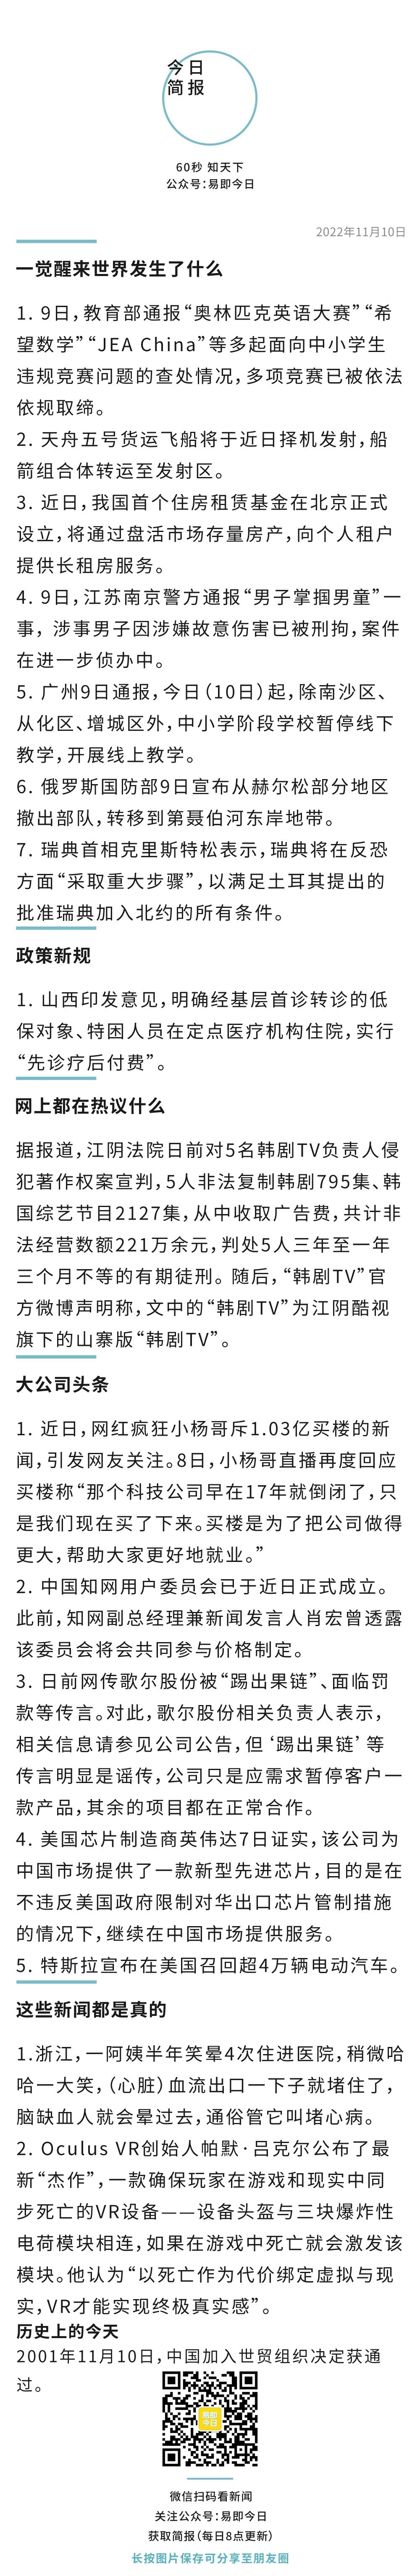 今日
简报
60秒 知天下
公众号：易即今日
2022年11月10日
一觉醒来世界发生了什么
1. 9日，教育部通报“奥林匹克英语大赛”“希
望数学”“JEA China”等多起面向中小学生
违规竞赛问题的查处情况，多项竞赛已被依法
依规取缔。
2. 天舟五号货运飞船将于近日择机发射，船
箭组合体转运至发射区。
3. 近日，我国首个住房租赁基金在北京正式
设立，将通过盘活市场存量房产，向个人租户
提供长租房服务。
4. 9日，江苏南京警方通报“男子掌掴男童”一
事，涉事男子因涉嫌故意伤害已被刑拘，案件
在进一步侦办中。
5. 广州9日通报，今日（10日）起，除南沙区、
从化区、增城区外，中小学阶段学校暂停线下
教学，开展线上教学。
6. 俄罗斯国防部9日宣布从赫尔松部分地区
撤出部队，转移到第聂伯河东岸地带。
7. 瑞典首相克里斯特松表示，瑞典将在反恐
方面“采取重大步骤”，以满足土耳其提出的
批准瑞典加入北约的所有条件。
政策新规
1. 山西印发意见，明确经基层首诊转诊的低
保对象、特困人员在定点医疗机构住院，实行
“先诊疗后付费”。
网上都在热议什么
据报道，江阴法院日前对5名韩剧TV负责人侵
犯著作权案宣判，5人非法复制韩剧795集、韩
国综艺节目2127集，从中收取广告费，共计非
法经营数额221万余元，判处5人三年至一年
三个月不等的有期徒刑。随后，“韩剧TV”官
方微博声明称，文中的“韩剧TV”为江阴酷视
旗下的山寨版“韩剧TV”。
大公司头条
1. 近日，网红疯狂小杨哥斥1.03亿买楼的新
闻，引发网友关注。8日，小杨哥直播再度回应
买楼称“那个科技公司早在17年就倒闭了，只
是我们现在买了下来。买楼是为了把公司做得
更大，帮助大家更好地就业。”
2. 中国知网用户委员会已于近日正式成立。
此前，知网副总经理兼新闻发言人肖宏曾透露
该委员会将会共同参与价格制定。
3. 日前网传歌尔股份被“踢出果链”、面临罚
款等传言。对此，歌尔股份相关负责人表示，
相关信息请参见公司公告，但‘踢出果链’等
传言明显是谣传，公司只是应需求暂停客户一
款产品，其余的项目都在正常合作。
4. 美国芯片制造商英伟达7日证实，该公司为
中国市场提供了一款新型先进芯片，目的是在
不违反美国政府限制对华出口芯片管制措施
的情况下，继续在中国市场提供服务。
5. 特斯拉宣布在美国召回超4万辆电动汽车。
这些新闻都是真的
1.浙江，一阿姨半年笑晕4次住进医院，稍微哈
哈一大笑，（心脏）血流出口一下子就堵住了，
脑缺血人就会晕过去，通俗管它叫堵心病。
2. Oculus VR创始人帕默·吕克尔公布了最
新“杰作”，一款确保玩家在游戏和现实中同
步死亡的VR设备——设备头盔与三块爆炸性
电荷模块相连，如果在游戏中死亡就会激发该
模块。他认为“以死亡作为代价绑定虚拟与现
实，VR才能实现终极真实感”。
历史上的今天
2001年11月10日，中国加入世贸组织决定获通
过。
易即
今日
微信扫码看新闻
关注公众号：易即今日
获取简报（每日8点更新）
长按图片保存可分享至朋友圈